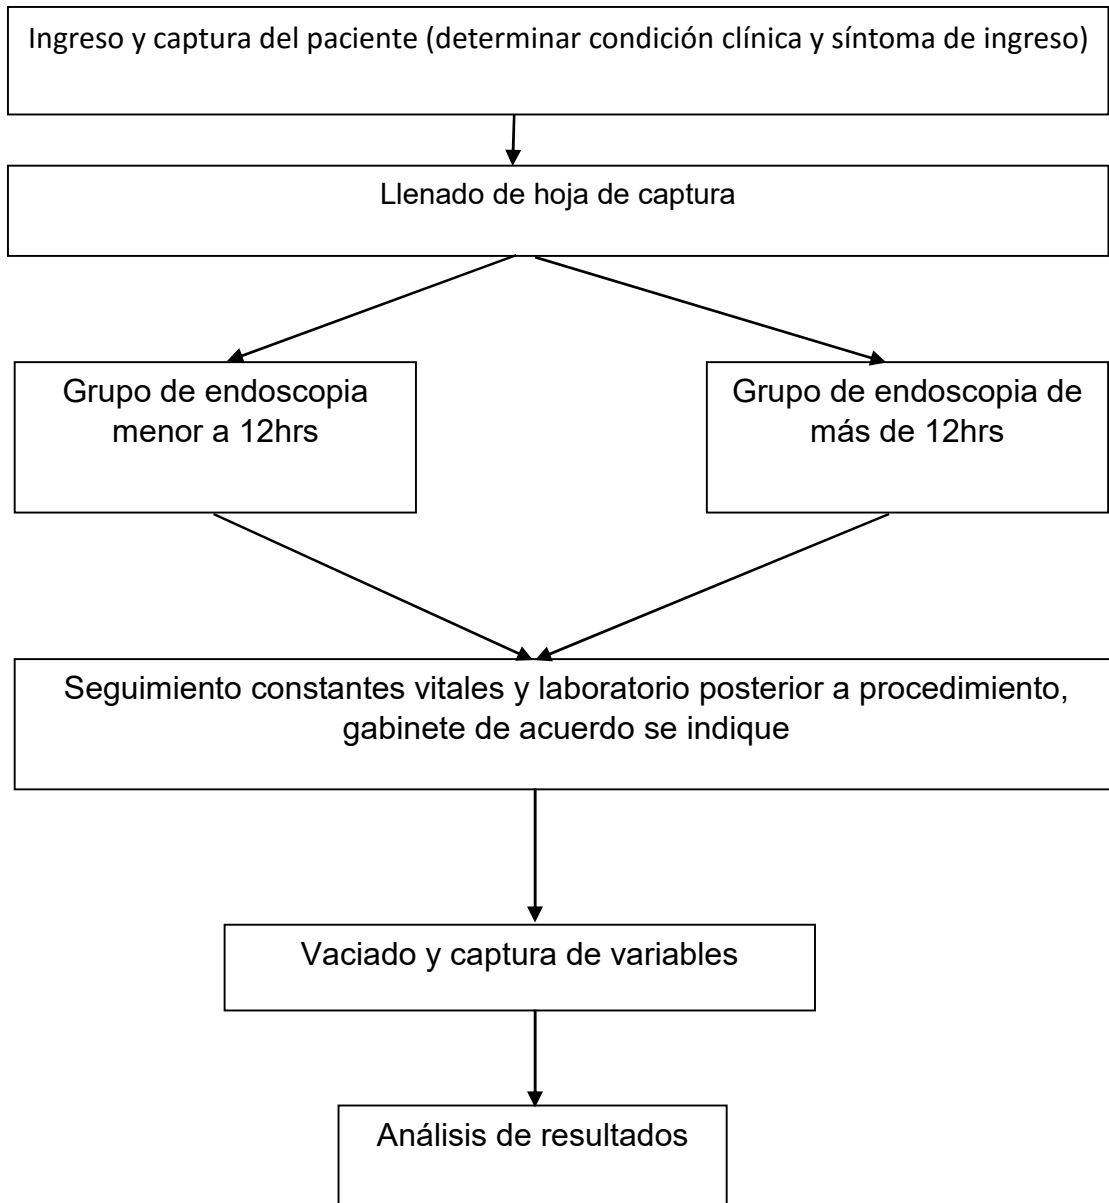 Ingreso y captura del paciente (determinar condición clínica y síntoma de ingreso)
Llenado de hoja de captura
Grupo de endoscopia
menor a 12hrs
Grupo de endoscopia de
más de 12hrs
Seguimiento constantes vitales y laboratorio posterior a procedimiento,
gabinete de acuerdo se indique
Vaciado y captura de variables
Análisis de resultados